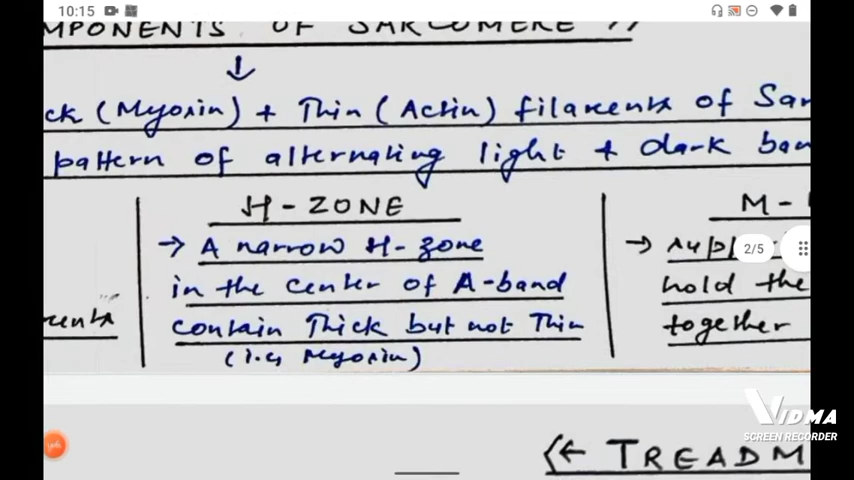 10:15
MPONENTS OF SARCOMERE //
ck (Myosin) + Thin (Actin) filaments of Sar
pattern of alternating light + dark ban
H-ZONE
→ A narrow H-zone
in the center of A-band
contain Thick but not Thin
(i.e, Myosin)
M-
→ supp
hold the
together
ments
2/5
VIDMA
SCREEN RECORDER
TREADM